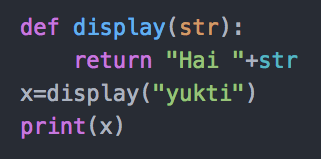 def display(str):
    return "Hai "+str
x=display("yukti")
print(x)